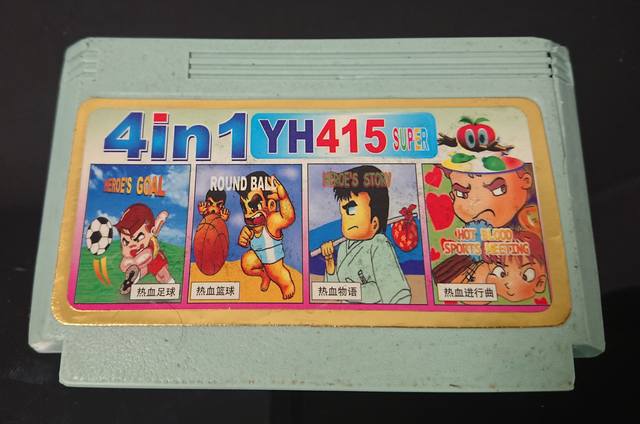 4in1 YH415 SUPER
HEROE'S GOAL
ROUND BALL
HEROE'S STORY
HOT BLOOD
SPORTS MEETING
热血足球
热血篮球
热血物语
热血进行曲